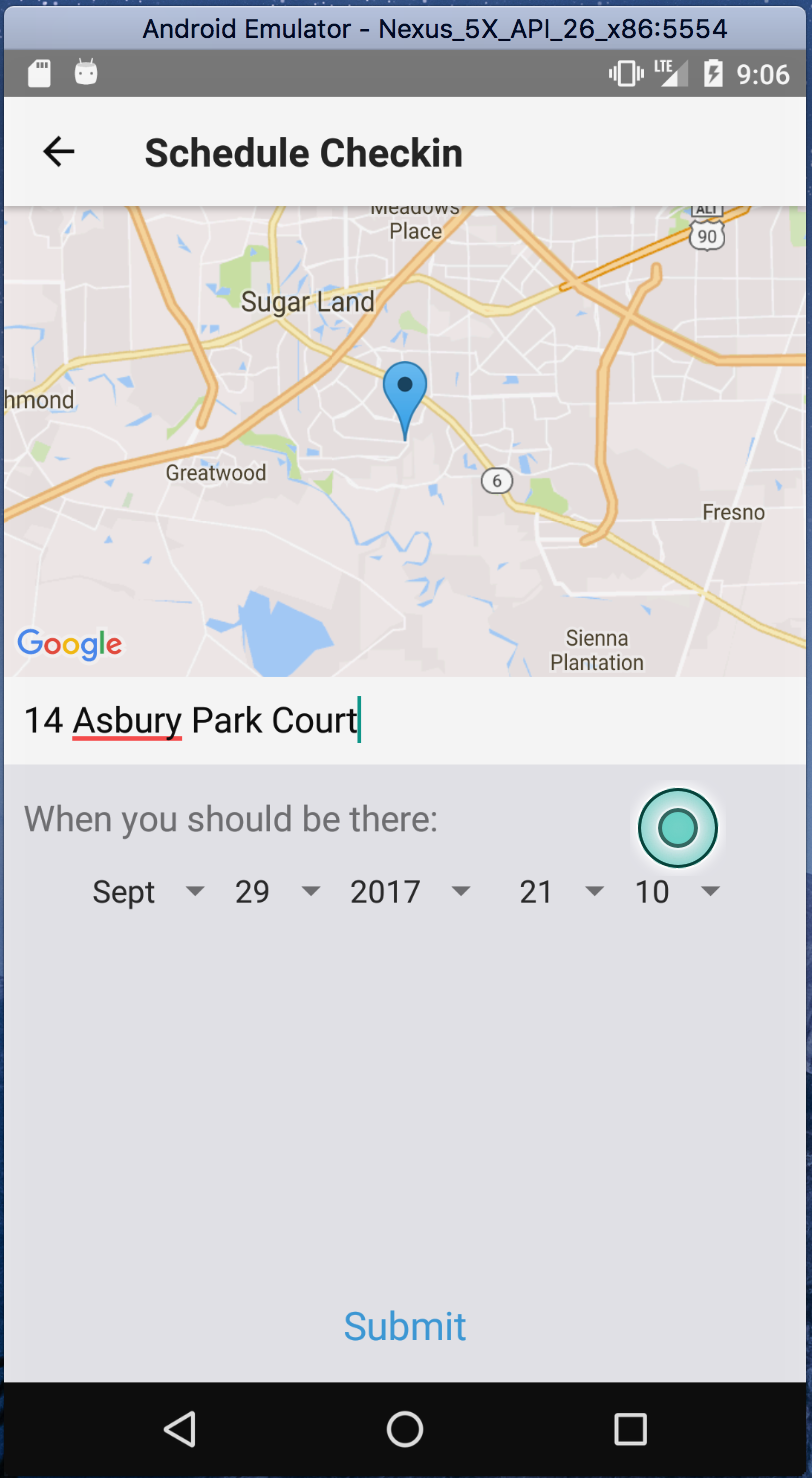 Android Emulator - Nexus_5X_API_26_x86:5554
LTE 9:06
Schedule Checkin
Meadows
Place
ALT
90
Sugar Land
hmond
Greatwood
6
Fresno
Sienna
Plantation
Google
14 Asbury Park Court
When you should be there:
Sept 29 2017 21 10
Submit